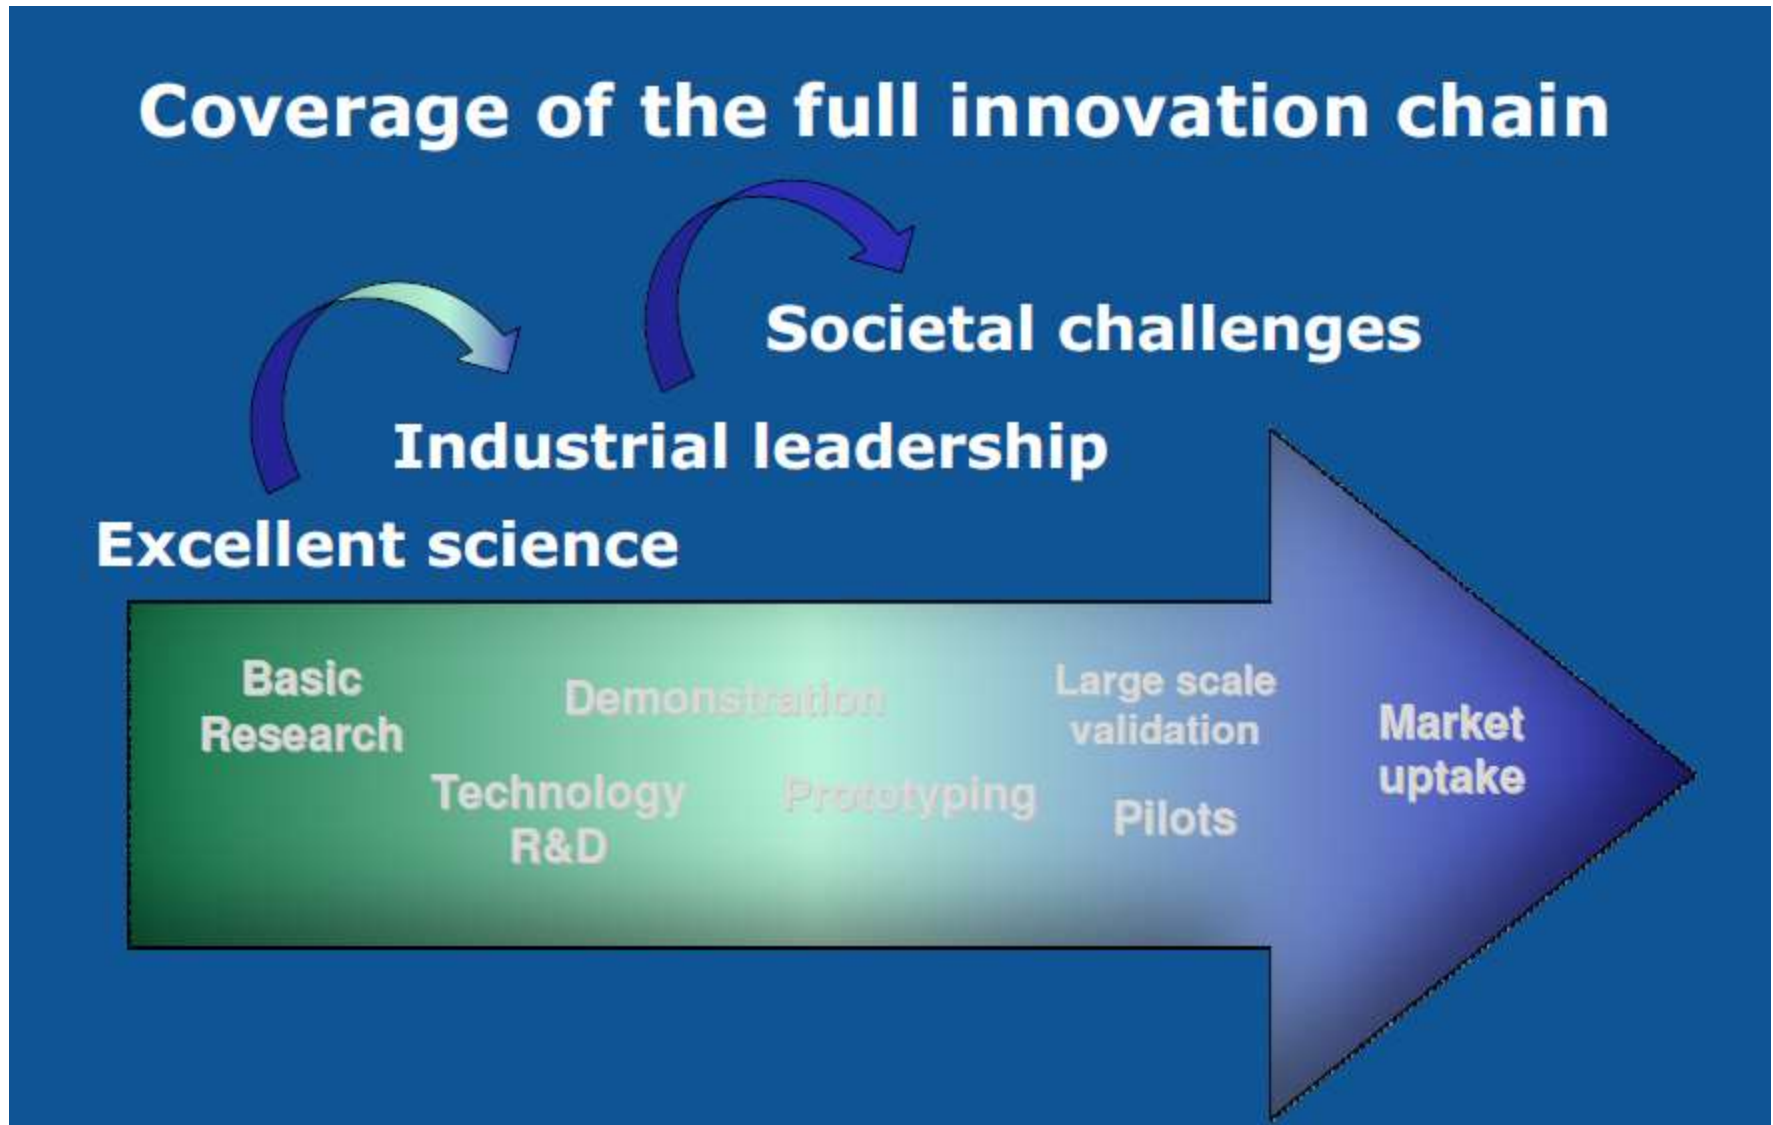 Coverage of the full innovation chain
Societal challenges
Industrial leadership
Excellent science
Basic
Research
Demonstration
Technology
R&D
Prototyping
Large scale
validation
Pilots
Market
uptake